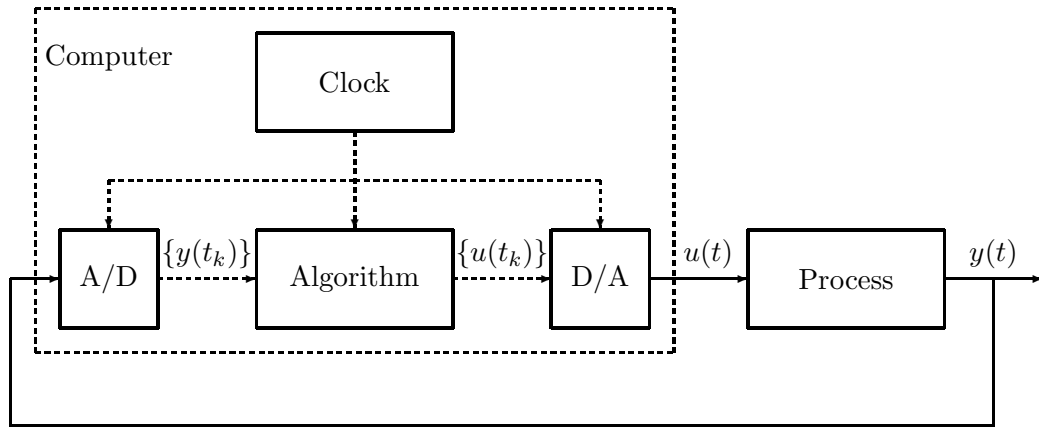 Computer
Clock
A/D
{y(t_k)}
Algorithm
{u(t_k)}
D/A
u(t)
Process
y(t)